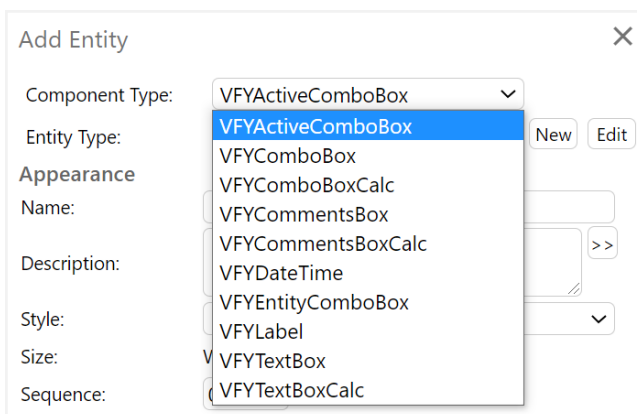 Add Entity
Component Type: VFYActiveComboBox
VFYActiveComboBox
Entity Type: New Edit
VFYComboBox
Appearance
VFYComboBoxCalc
Name:
VFYCommentsBox
VFYCommentsBoxCalc
>>
Description:
VFYDateTime
VFYEntityComboBox
Style:
VFYLabel
Size:
VFYTextBox
Sequence:
VFYTextBoxCalc